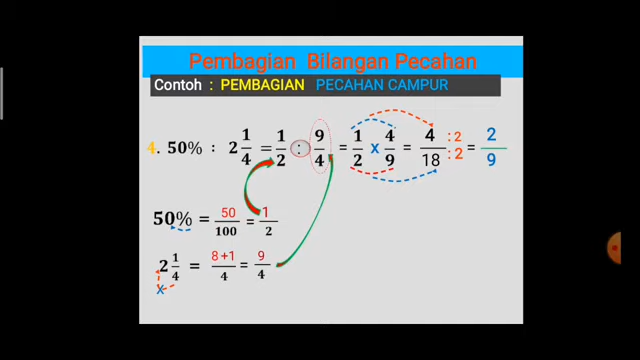 Pembagian Bilangan Pecahan
Contoh : PEMBAGIAN PECAHAN CAMPUR
4. 50% : 2 1/4 = 1/2 : 9/4 = 1/2 x 4/9 = 4/18 :2 :2 = 2/9
50% = 50/100 = 1/2
2 1/4 = 8+1/4 = 9/4
x